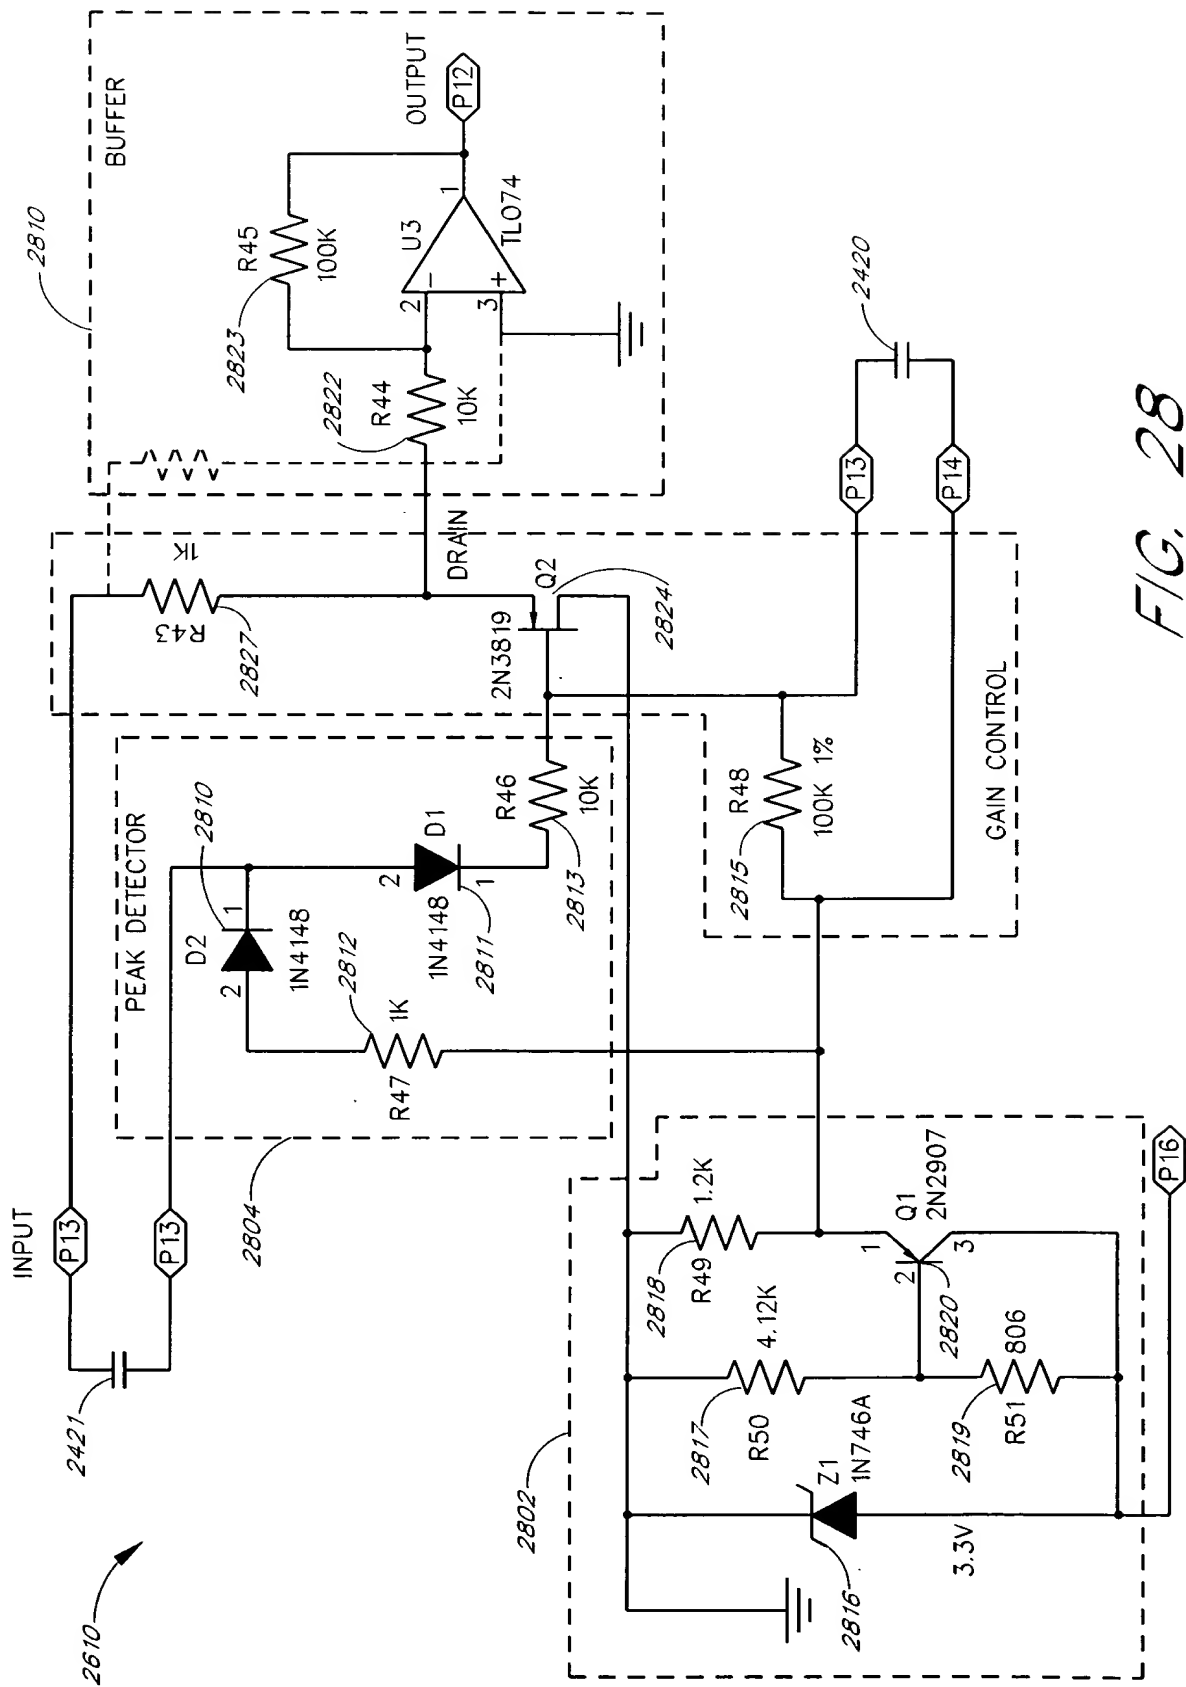 2610
2421
INPUT
P13
P13
2804
PEAK DETECTOR
D2
2810
2
1
1N4148
2812
R47
1K
2
D1
1N4148
1
2811
R46
10K
2813
R43
1K
2827
DRAIN
2N3819
Q2
2824
2810
BUFFER
2822
R44
10K
2823
R45
100K
2
−
3
+
U3
1
TL074
OUTPUT
P12
2815
R48
100K 1%
GAIN CONTROL
P13
P14
2420
2802
2818
R49
1.2K
2817
R50
4.12K
1
2
3
Q1
2N2907
2820
2819
R51
806
Z1
1N746A
2816
3.3V
P16
FIG. 28